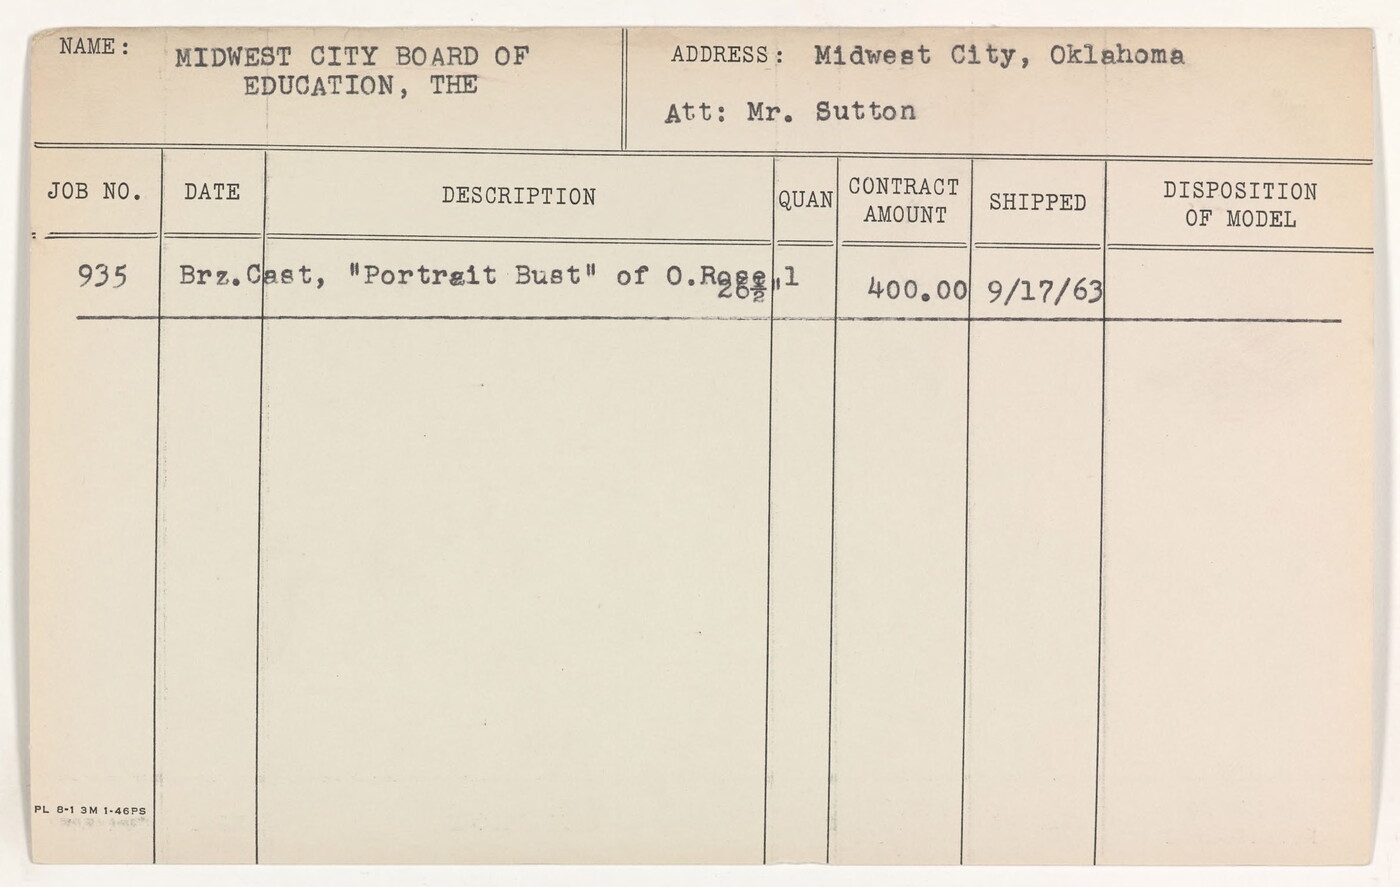 NAME: MIDWEST CITY BOARD OF
EDUCATION, THE
ADDRESS: Midwest City, Oklahoma
Att: Mr. Sutton
JOB NO. DATE DESCRIPTION QUAN CONTRACT AMOUNT SHIPPED DISPOSITION OF MODEL
935 Brz.Cast, "Portrait Bust" of O.Rose 1 400.00 9/17/63
26½"
PL 8-1 3M 1-46PS